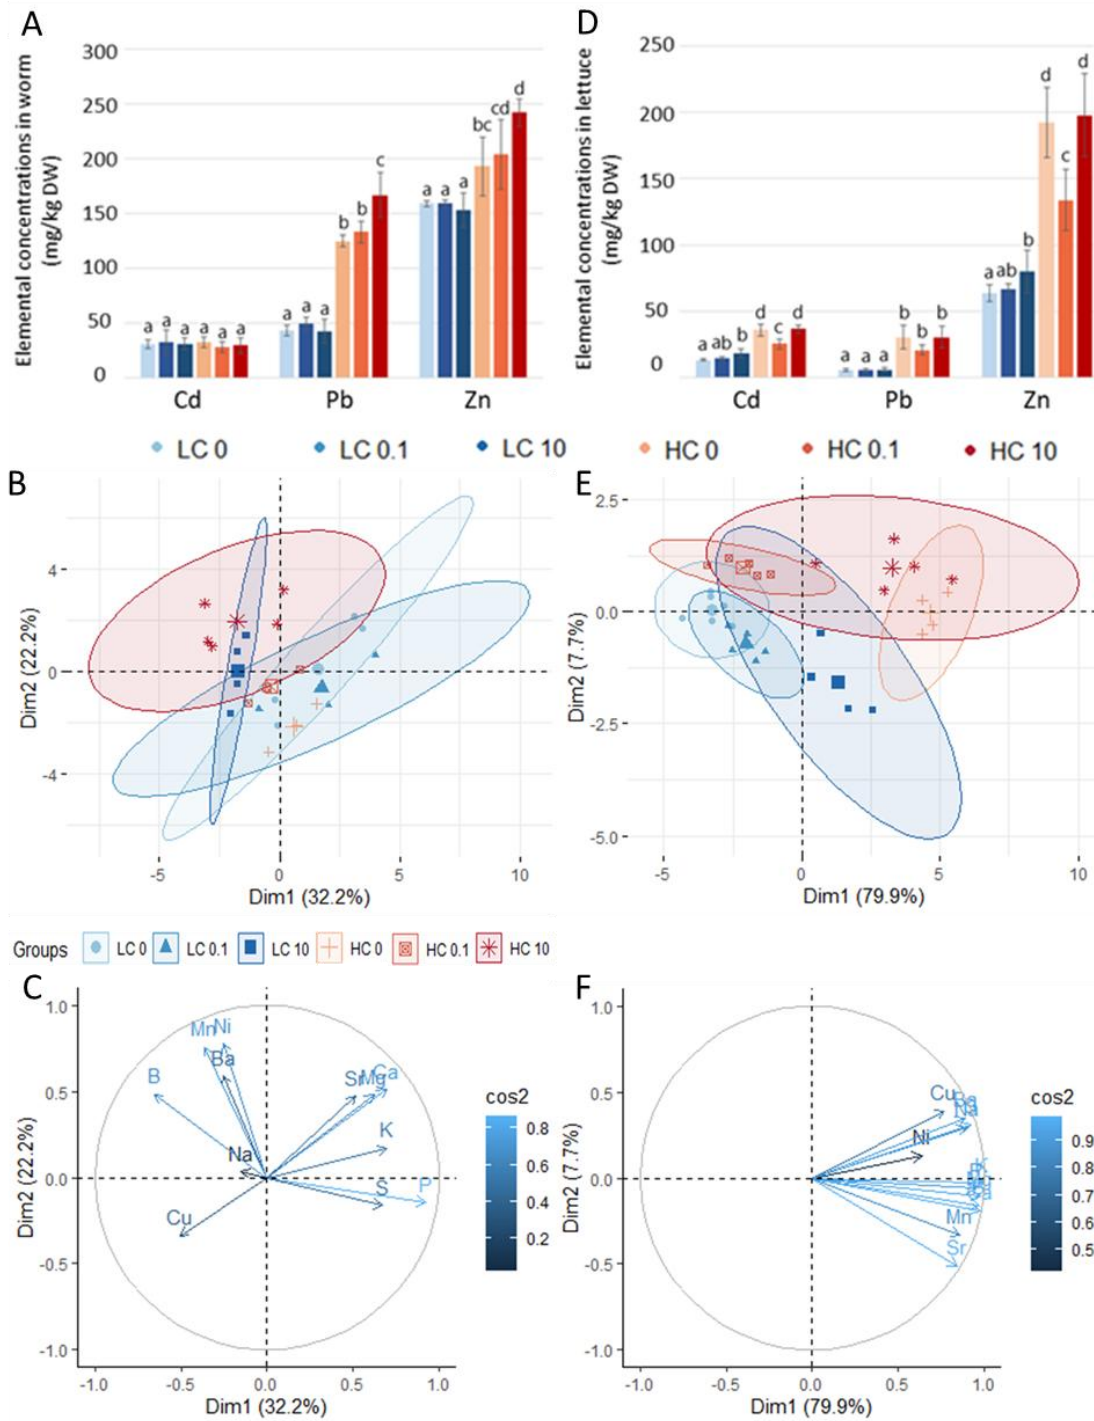 A
Elemental concentrations in worm
(mg/kg DW)
300
250
200
150
100
50
0
a a a a a a
a a a b b c
a a a bc cd d
Cd Pb Zn
D
Elemental concentrations in lettuce
(mg/kg DW)
250
200
150
100
50
0
a ab b d c d
a a a b b b
a ab b d c d
Cd Pb Zn
LC 0 LC 0.1 LC 10 HC 0 HC 0.1 HC 10
B
Dim2 (22.2%)
4
0
-4
-5 0 5 10
Dim1 (32.2%)
E
Dim2 (7.7%)
2.5
0.0
-2.5
-5.0
-5 0 5 10
Dim1 (79.9%)
Groups LC 0 LC 0.1 LC 10 HC 0 HC 0.1 HC 10
C
Dim2 (22.2%)
1.0
0.5
0.0
-0.5
-1.0
Mn Ni
Ba
B
Sr Mg Ca
K
Na
S P
Cu
-1.0 -0.5 0.0 0.5 1.0
Dim1 (32.2%)
cos2
0.8
0.6
0.4
0.2
F
Dim2 (7.7%)
1.0
0.5
0.0
-0.5
-1.0
Cu
Na
Ni
K
Mn
Sr
-1.0 -0.5 0.0 0.5 1.0
Dim1 (79.9%)
cos2
0.9
0.8
0.7
0.6
0.5